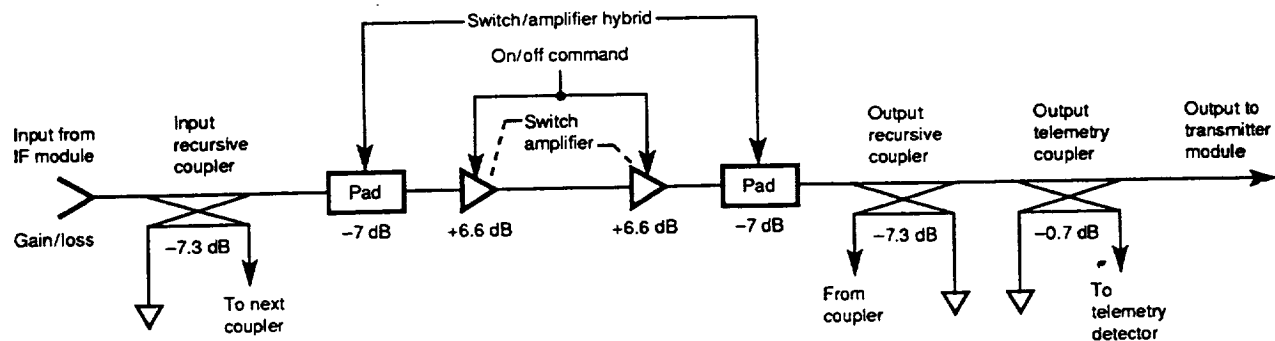 Switch/amplifier hybrid
On/off command
Input from
IF module
Input
recursive
coupler
Switch
amplifier
Output
recursive
coupler
Output
telemetry
coupler
Output to
transmitter
module
Pad
Pad
Gain/loss
–7.3 dB
–7 dB
+6.6 dB
+6.6 dB
–7 dB
–7.3 dB
–0.7 dB
To next
coupler
From
coupler
To
telemetry
detector